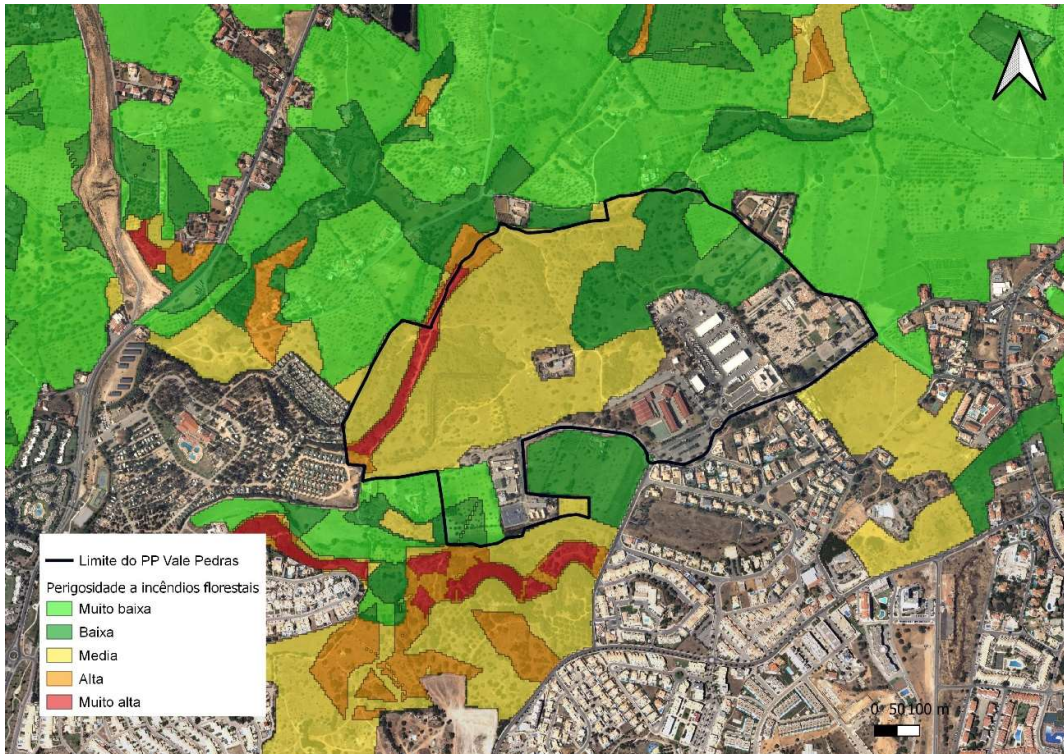 Limite do PP Vale Pedras
Perigosidade a incêndios florestais
Muito baixa
Baixa
Media
Alta
Muito alta
0 50 100 m